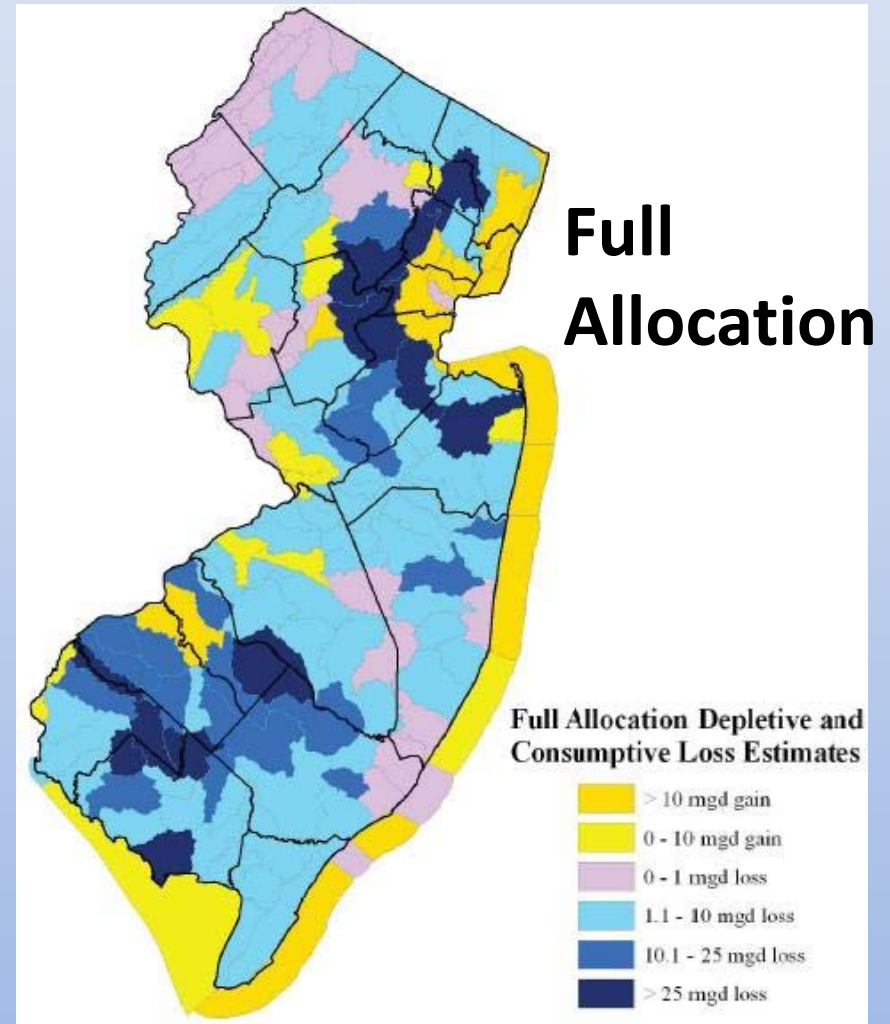 Full
Allocation
Full Allocation Depletive and
Consumptive Loss Estimates
> 10 mgd gain
0 - 10 mgd gain
0 - 1 mgd loss
1.1 - 10 mgd loss
10.1 - 25 mgd loss
> 25 mgd loss